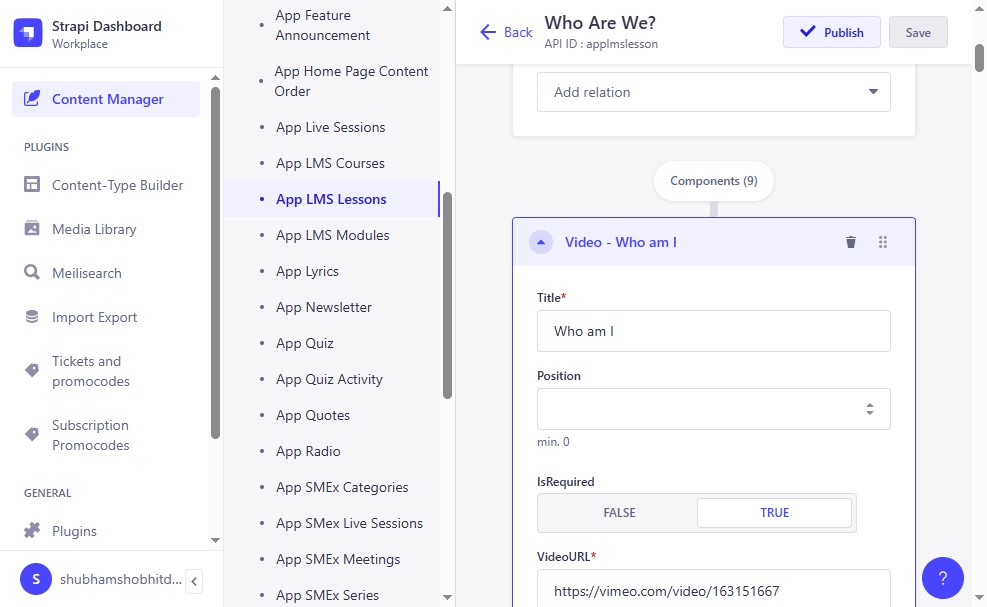 Strapi Dashboard
Workplace
Content Manager
PLUGINS
Content-Type Builder
Media Library
Meilisearch
Import Export
Tickets and
promocodes
Subscription
Promocodes
GENERAL
Plugins
S
shubhamshobhitd...
App Feature
Announcement
App Home Page Content
Order
App Live Sessions
App LMS Courses
App LMS Lessons
App LMS Modules
App Lyrics
App Newsletter
App Quiz
App Quiz Activity
App Quotes
App Radio
App SMEx Categories
App SMex Live Sessions
App SMEx Meetings
App SMEx Series
Back
Who Are We?
API ID : applmslesson
Publish
Save
Add relation
Components (9)
Video - Who am I
Title*
Who am I
Position
min. 0
IsRequired
FALSE
TRUE
VideoURL*
https://vimeo.com/video/163151667
?